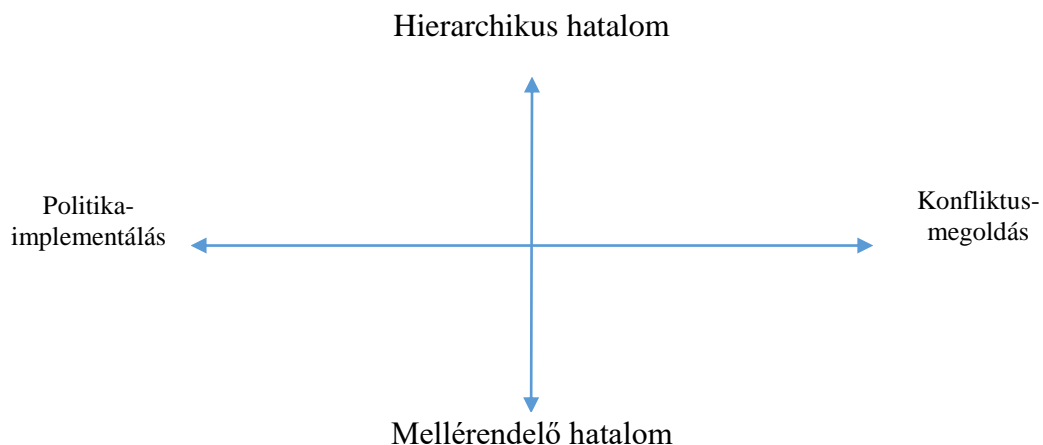 Hierarchikus hatalom
Politika-
implementálás
Konfliktus-
megoldás
Mellérendelő hatalom